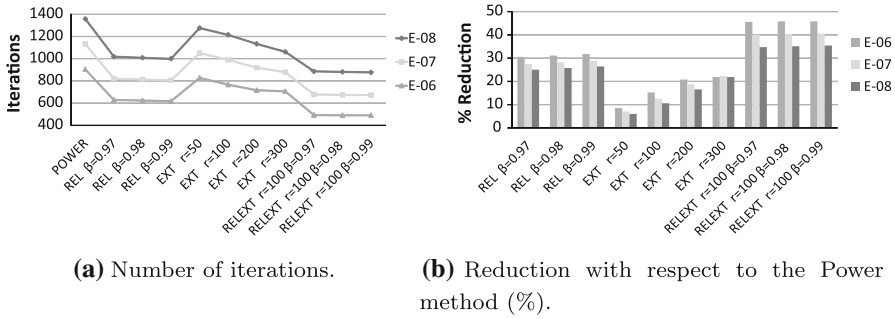 1400
1200
1000
800
600
400
Iterations
E-08
E-07
E-06
POWER
REL β=0.97
REL β=0.98
REL β=0.99
EXT r=50
EXT r=100
EXT r=200
EXT r=300
RELEXT r=100 β=0.97
RELEXT r=100 β=0.98
RELEXT r=100 β=0.99
(a) Number of iterations.
50
40
30
20
10
0
% Reduction
E-06
E-07
E-08
REL β=0.97
REL β=0.98
REL β=0.99
EXT r=50
EXT r=100
EXT r=200
EXT r=300
RELEXT r=100 β=0.97
RELEXT r=100 β=0.98
RELEXT r=100 β=0.99
(b) Reduction with respect to the Power
method (%).